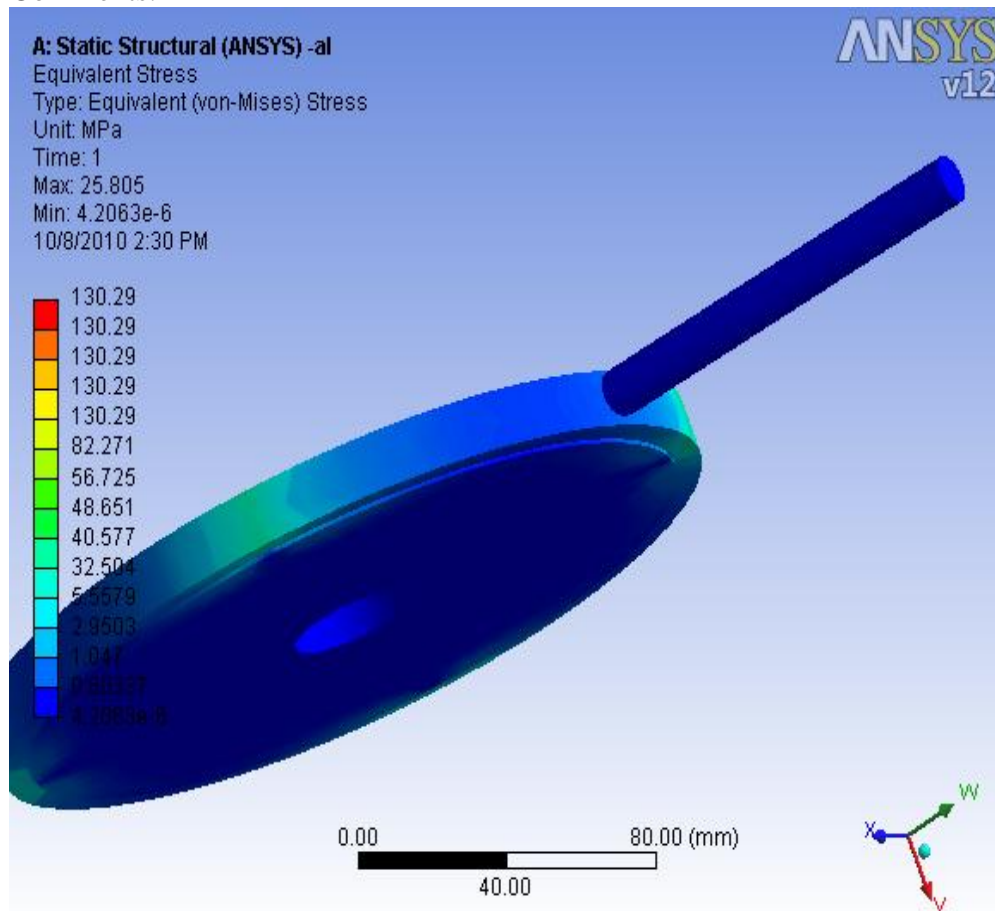 A: Static Structural (ANSYS) -al
Equivalent Stress
Type: Equivalent (von-Mises) Stress
Unit: MPa
Time: 1
Max: 25.805
Min: 4.2063e-6
10/8/2010 2:30 PM
ANSYS
v12
130.29
130.29
130.29
130.29
130.29
82.271
56.725
48.651
40.577
32.504
5.5579
2.9503
1.047
0.00 80.00 (mm)
40.00
X W
V